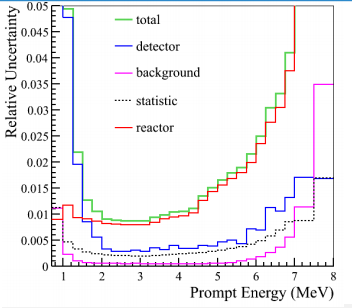 0.05
0.045
0.04
0.035
0.03
0.025
0.02
0.015
0.01
0.005
0
Relative Uncertainty
total
detector
background
statistic
reactor
1 2 3 4 5 6 7 8
Prompt Energy (MeV)